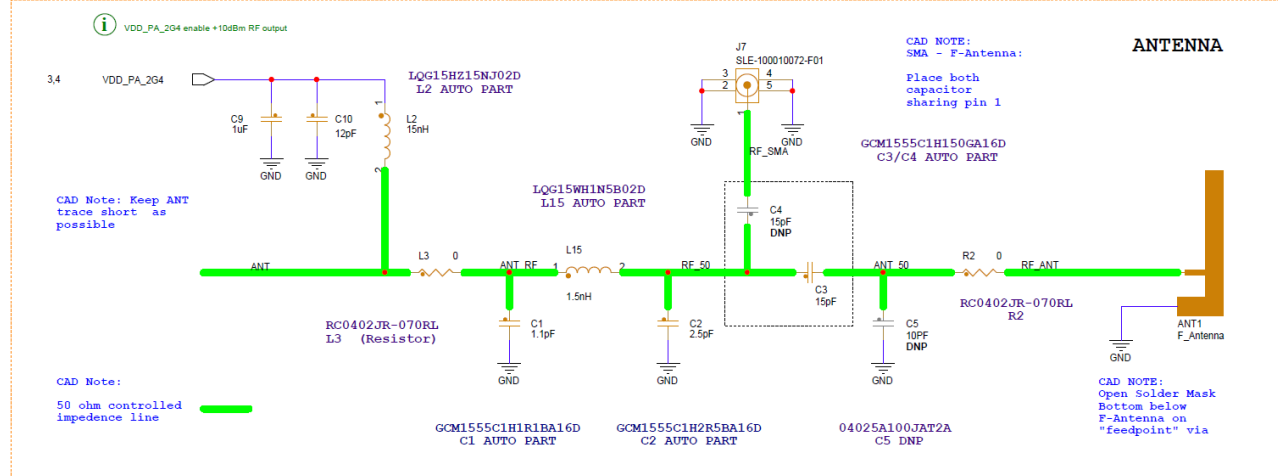 i VDD_PA_2G4 enable +10dBm RF output
ANTENNA
3,4 VDD_PA_2G4
C9
1uF
GND
C10
12pF
GND
1
L2
15nH
2
LQG15HZ15NJ02D
L2 AUTO PART
J7
SLE-100010072-F01
3
2
4
5
1
GND
GND
RF_SMA
CAD NOTE:
SMA - F-Antenna:
Place both
capacitor
sharing pin 1
GCM1555C1H150GA16D
C3/C4 AUTO PART
CAD Note: Keep ANT
trace short as
possible
LQG15WH1N5B02D
L15 AUTO PART
C4
15pF
DNP
ANT
L3 0
ANT_RF
1
L15
2
1.5nH
RF_50
C3
15pF
ANT_50
R2 0
RF_ANT
RC0402JR-070RL
L3 (Resistor)
C1
1.1pF
GND
C2
2.5pF
GND
C5
10PF
DNP
GND
RC0402JR-070RL
R2
GND
ANT1
F_Antenna
CAD Note:
50 ohm controlled
impedence line
GCM1555C1H1R1BA16D
C1 AUTO PART
GCM1555C1H2R5BA16D
C2 AUTO PART
04025A100JAT2A
C5 DNP
CAD NOTE:
Open Solder Mask
Bottom below
F-Antenna on
"feedpoint" via